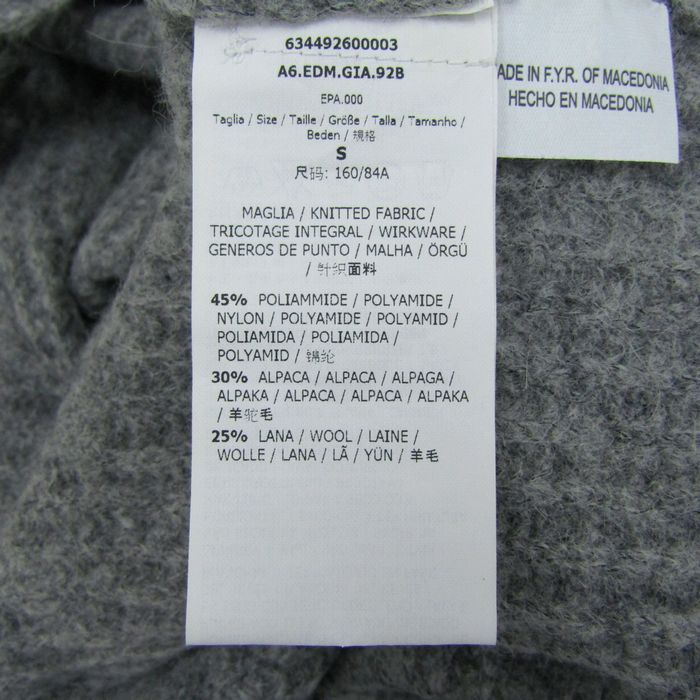 634492600003
A6.EDM.GIA.92B
EPA.000
Taglia / Size / Taille / Größe / Talla / Tamanho /
Beden / 规格
S
尺码: 160/84A
MAGLIA / KNITTED FABRIC /
TRICOTAGE INTEGRAL / WIRKWARE /
GENEROS DE PUNTO / MALHA / ÖRGÜ
/ 针织面料
45% POLIAMMIDE / POLYAMIDE /
NYLON / POLYAMIDE / POLYAMID /
POLIAMIDA / POLIAMIDA /
POLYAMID / 锦纶
30% ALPACA / ALPACA / ALPAGA /
ALPAKA / ALPACA / ALPACA / ALPAKA
/ 羊驼毛
25% LANA / WOOL / LAINE /
WOLLE / LANA / LÃ / YÜN / 羊毛
ADE IN F.Y.R. OF MACEDONIA
HECHO EN MACEDONIA